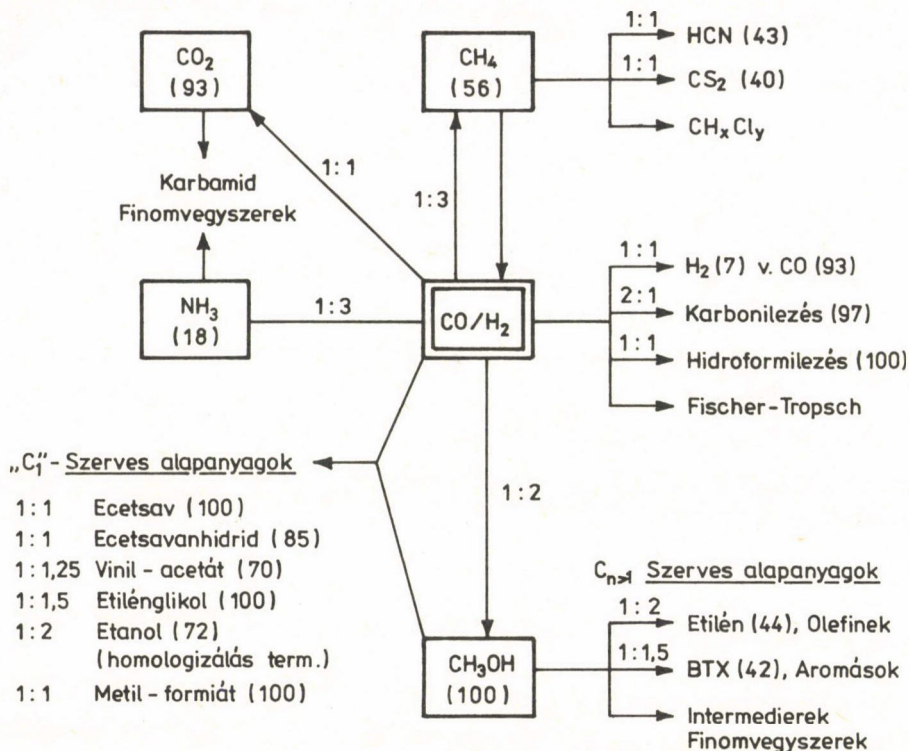 CO₂
(93)
CH₄
(56)
1:1
HCN (43)
1:1
CS₂ (40)
CHₓClᵧ
1:1
1:3
Karbamid
Finomvegyszerek
NH₃
(18)
1:3
CO/H₂
1:1
H₂ (7) v. CO (93)
2:1
Karbonilezés (97)
1:1
Hidroformilezés (100)
Fischer-Tropsch
1:2
„C₁"- Szerves alapanyagok
1:1 Ecetsav (100)
1:1 Ecetsavanhidrid (85)
1:1,25 Vinil - acetát (70)
1:1,5 Etilénglikol (100)
1:2 Etanol (72)
(homologizálás term.)
1:1 Metil - formiát (100)
CH₃OH
(100)
Cₙ>₁ Szerves alapanyagok
1:2
Etilén (44), Olefinek
1:1,5
BTX (42), Aromások
Intermedierek
Finomvegyszerek